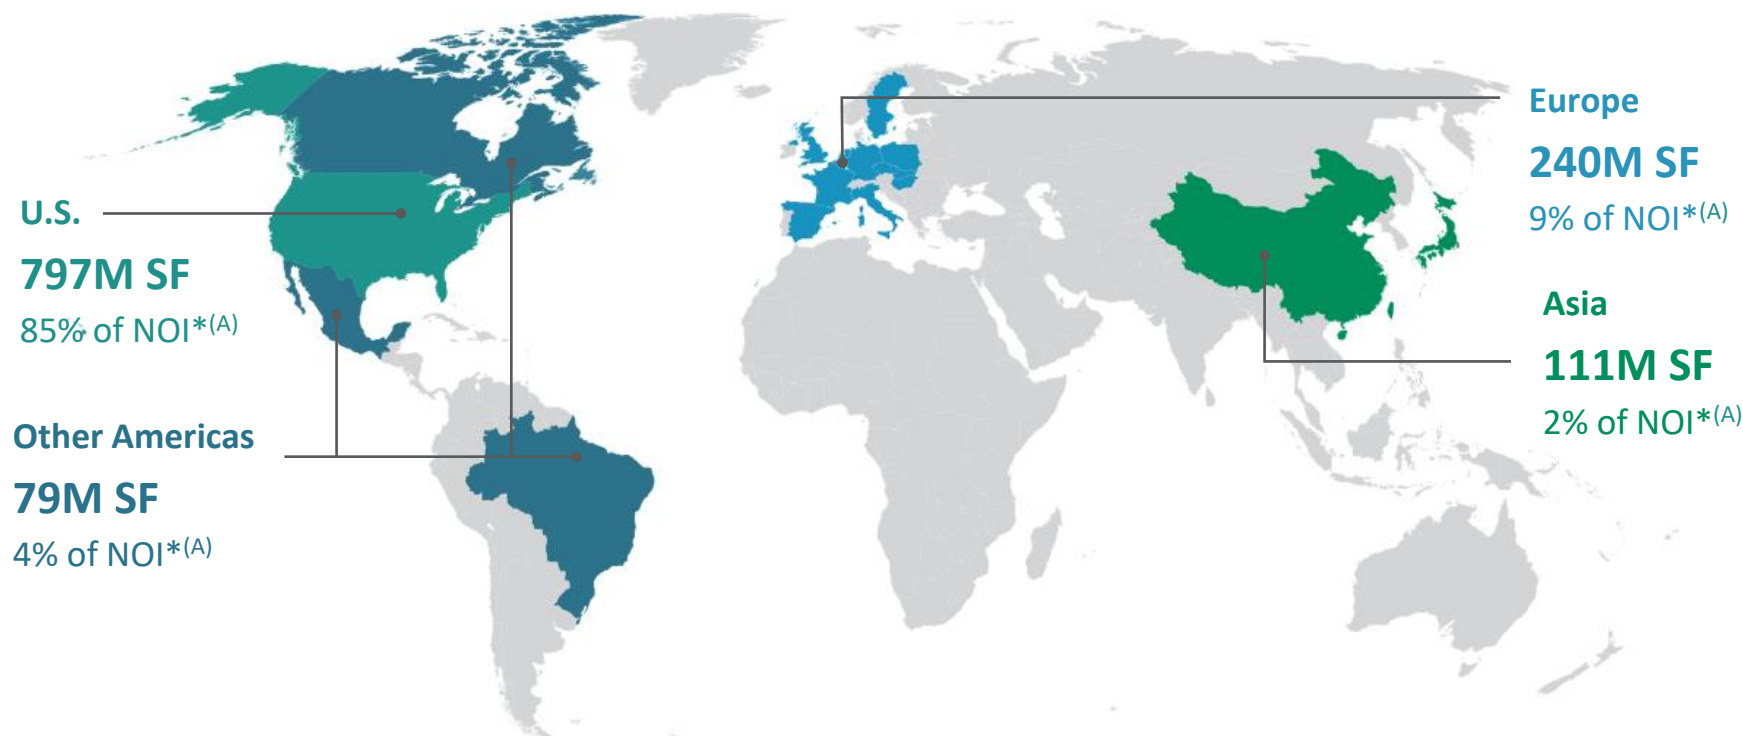 U.S.
797M SF
85% of NOI*(A)
Other Americas
79M SF
4% of NOI*(A)
Europe
240M SF
9% of NOI*(A)
Asia
111M SF
2% of NOI*(A)